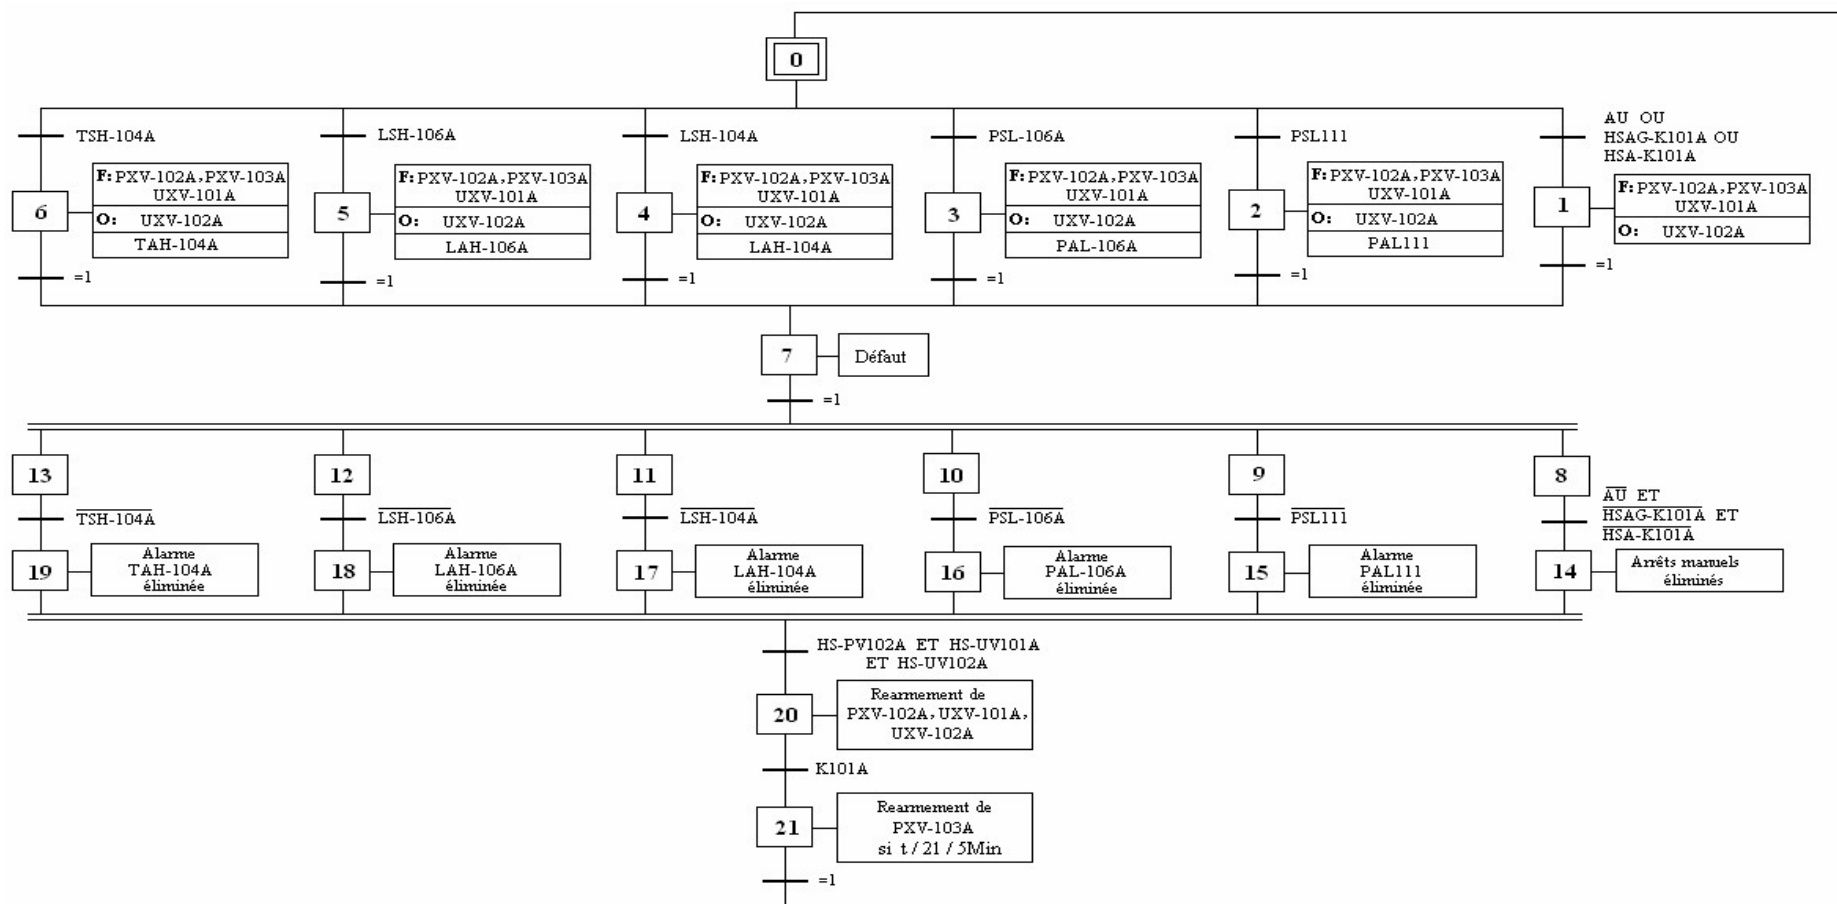 0
TSH-104A
LSH-106A
LSH-104A
PSL-106A
PSL111
AU OU
HSAG-K101A OU
HSA-K101A
6
F: PXV-102A, PXV-103A
UXV-101A
O: UXV-102A
TAH-104A
5
F: PXV-102A, PXV-103A
UXV-101A
O: UXV-102A
LAH-106A
4
F: PXV-102A, PXV-103A
UXV-101A
O: UXV-102A
LAH-104A
3
F: PXV-102A, PXV-103A
UXV-101A
O: UXV-102A
PAL-106A
2
F: PXV-102A, PXV-103A
UXV-101A
O: UXV-102A
PAL111
1
F: PXV-102A, PXV-103A
UXV-101A
O: UXV-102A
=1
=1
=1
=1
=1
=1
7
Défaut
=1
13
12
11
10
9
8
TSH-104A
LSH-106A
LSH-104A
PSL-106A
PSL111
AU ET
HSAG-K101A ET
HSA-K101A
19
Alarme
TAH-104A
éliminée
18
Alarme
LAH-106A
éliminée
17
Alarme
LAH-104A
éliminée
16
Alarme
PAL-106A
éliminée
15
Alarme
PAL111
éliminée
14
Arrêts manuels
éliminés
HS-PV102A ET HS-UV101A
ET HS-UV102A
20
Rearmement de
PXV-102A, UXV-101A,
UXV-102A
K101A
21
Rearmement de
PXV-103A
si t / 21 / 5Min
=1